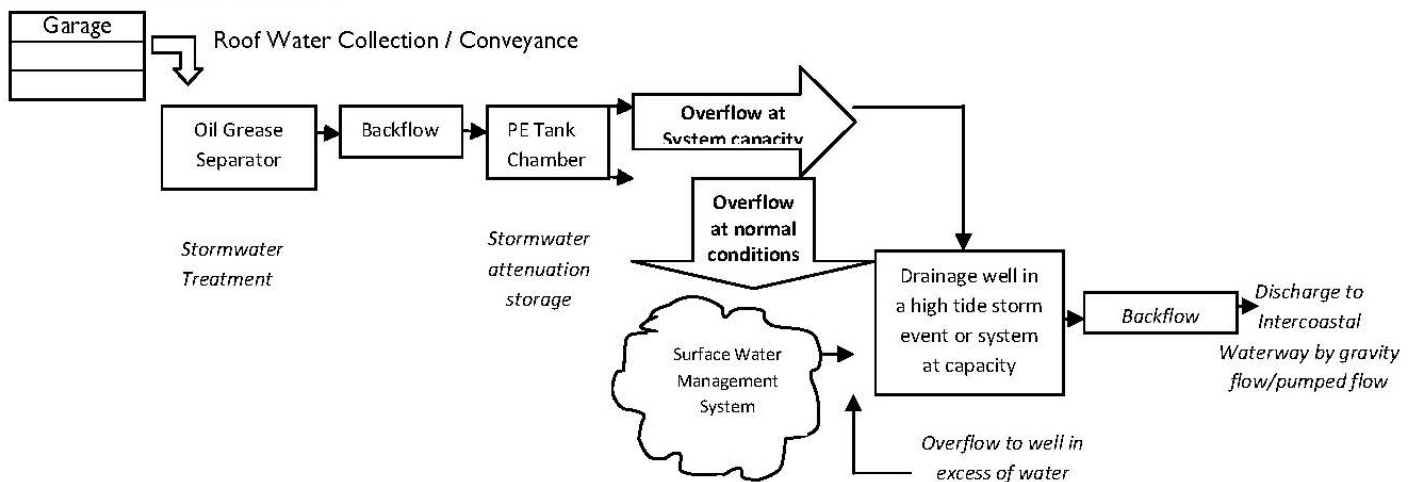 Garage
Roof Water Collection / Conveyance
Oil Grease
Separator
Backflow
PE Tank
Chamber
Overflow at
System capacity
Stormwater
Treatment
Stormwater
attenuation
storage
Overflow
at normal
conditions
Drainage well in
a high tide storm
event or system
at capacity
Backflow
Discharge to
Intercoastal
Waterway by gravity
flow/pumped flow
Surface Water
Management
System
Overflow to well in
excess of water